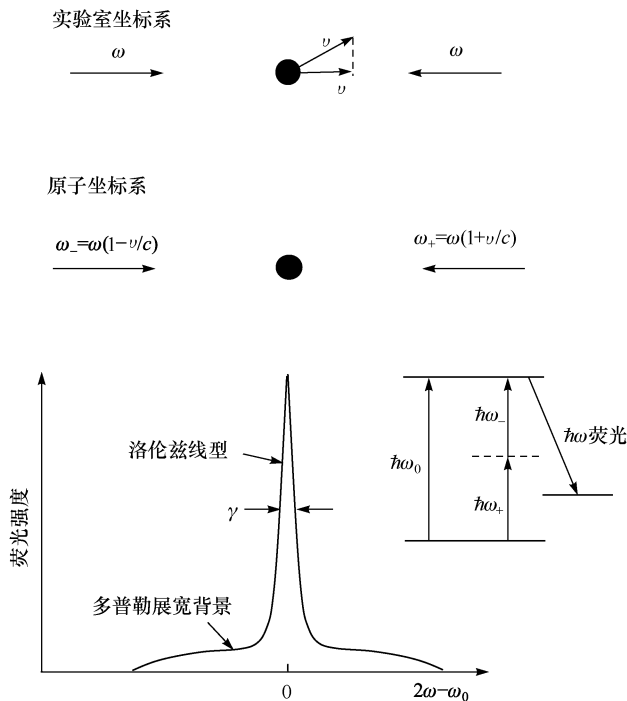 实验室坐标系
ω
υ
ω
υ
原子坐标系
ω₋=ω(1−υ/c)
ω₊=ω(1+υ/c)
洛伦兹线型
γ
多普勒展宽背景
荧光强度
0
2ω−ω₀
ħω₀
ħω₋
ħω₊
ħω荧光